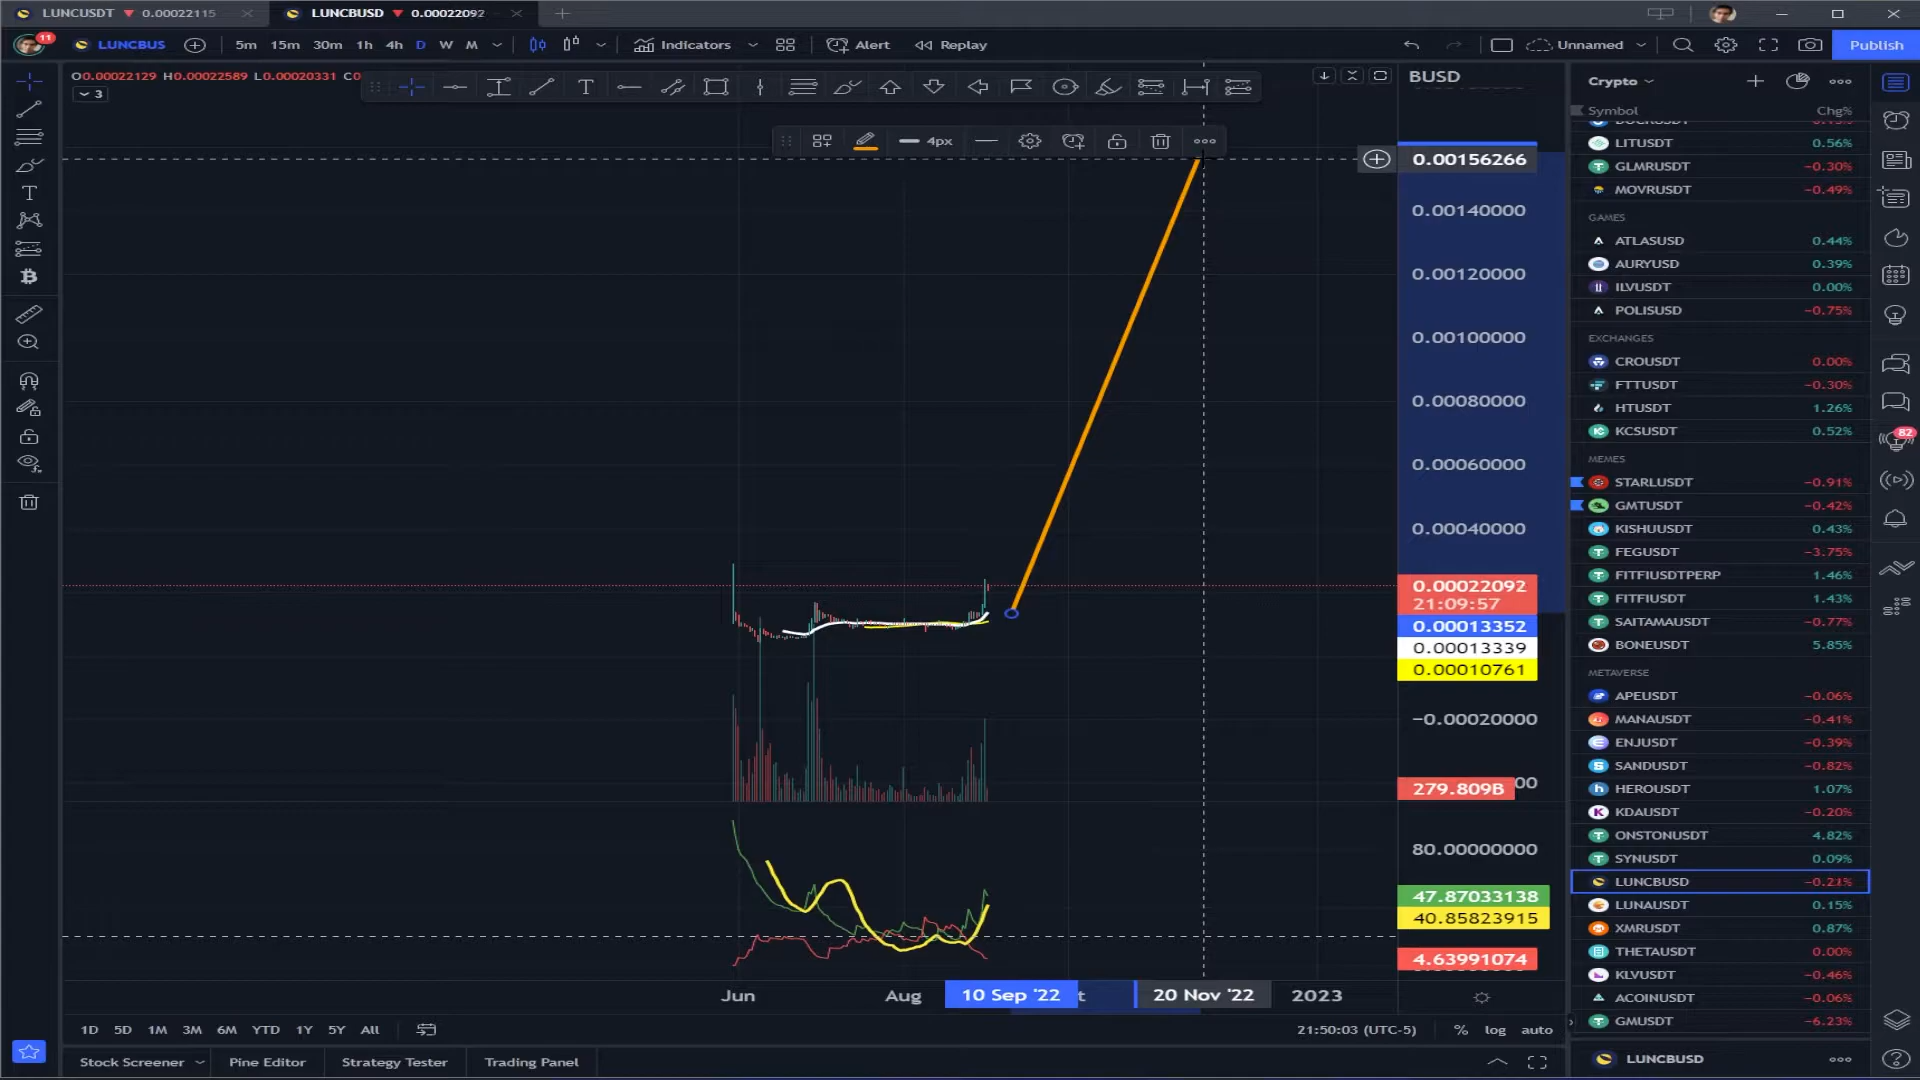 LUNCUSDT ▼ 0.00022115
LUNCBUSD ▼ 0.00022092
11
LUNCBUS
5m 15m 30m 1h 4h D W M
Indicators
Alert
Replay
Unnamed
Publish
O0.00022129 H0.00022589 L0.00020331 C0
3
4px
BUSD
0.00156266
0.00140000
0.00120000
0.00100000
0.00080000
0.00060000
0.00040000
0.00022092
21:09:57
0.00013352
0.00013339
0.00010761
−0.00020000
279.809B
00
80.00000000
47.87033138
40.85823915
4.63991074
Jun
Aug
10 Sep '22
t
20 Nov '22
2023
1D 5D 1M 3M 6M YTD 1Y 5Y All
21:50:03 (UTC-5)
% log auto
Stock Screener
Pine Editor
Strategy Tester
Trading Panel
Crypto
Symbol Chg%
LITUSDT 0.56%
GLMRUSDT −0.30%
MOVRUSDT −0.49%
GAMES
ATLASUSD 0.44%
AURYUSD 0.39%
ILVUSDT 0.00%
POLISUSD −0.75%
EXCHANGES
CROUSDT 0.00%
FTTUSDT −0.30%
HTUSDT 1.26%
KCSUSDT 0.52%
MEMES
STARLUSDT −0.91%
GMTUSDT −0.42%
KISHUUSDT 0.43%
FEGUSDT −3.75%
FITFIUSDTPERP 1.46%
FITFIUSDT 1.43%
SAITAMAUSDT −0.77%
BONEUSDT 5.85%
METAVERSE
APEUSDT −0.06%
MANAUSDT −0.41%
ENJUSDT −0.39%
SANDUSDT −0.82%
HEROUSDT 1.07%
KDAUSDT −0.20%
ONSTONUSDT 4.82%
SYNUSDT 0.09%
LUNCBUSD −0.21%
LUNAUSDT 0.15%
XMRUSDT 0.87%
THETAUSDT 0.00%
KLVUSDT −0.46%
ACOINUSDT −0.06%
GMUSDT −6.23%
LUNCBUSD
82